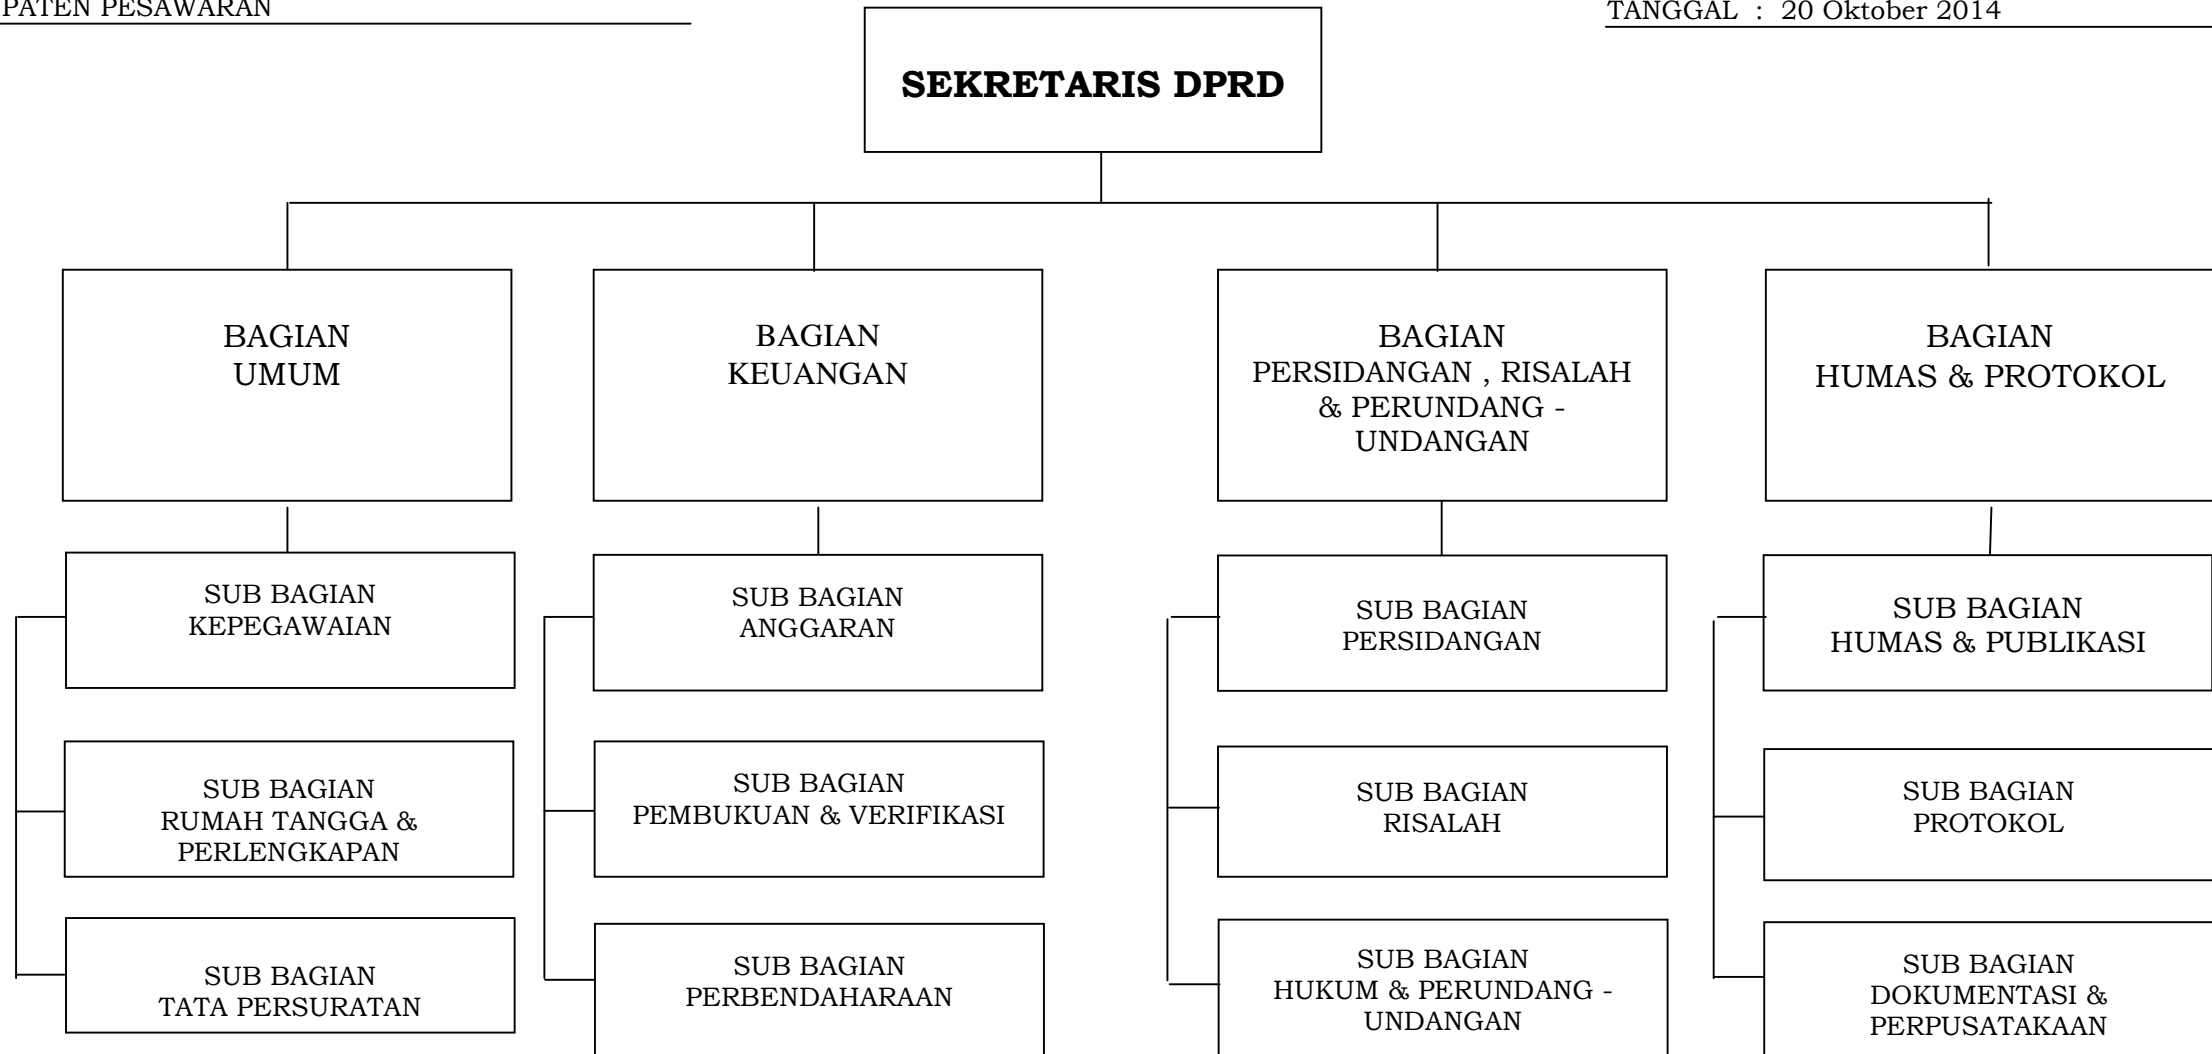 PATEN PESAWARAN
TANGGAL : 20 Oktober 2014
SEKRETARIS DPRD
BAGIAN
UMUM
BAGIAN
KEUANGAN
BAGIAN
PERSIDANGAN , RISALAH
& PERUNDANG -
UNDANGAN
BAGIAN
HUMAS & PROTOKOL
SUB BAGIAN
KEPEGAWAIAN
SUB BAGIAN
ANGGARAN
SUB BAGIAN
PERSIDANGAN
SUB BAGIAN
HUMAS & PUBLIKASI
SUB BAGIAN
RUMAH TANGGA &
PERLENGKAPAN
SUB BAGIAN
PEMBUKUAN & VERIFIKASI
SUB BAGIAN
RISALAH
SUB BAGIAN
PROTOKOL
SUB BAGIAN
TATA PERSURATAN
SUB BAGIAN
PERBENDAHARAAN
SUB BAGIAN
HUKUM & PERUNDANG -
UNDANGAN
SUB BAGIAN
DOKUMENTASI &
PERPUSATAKAAN